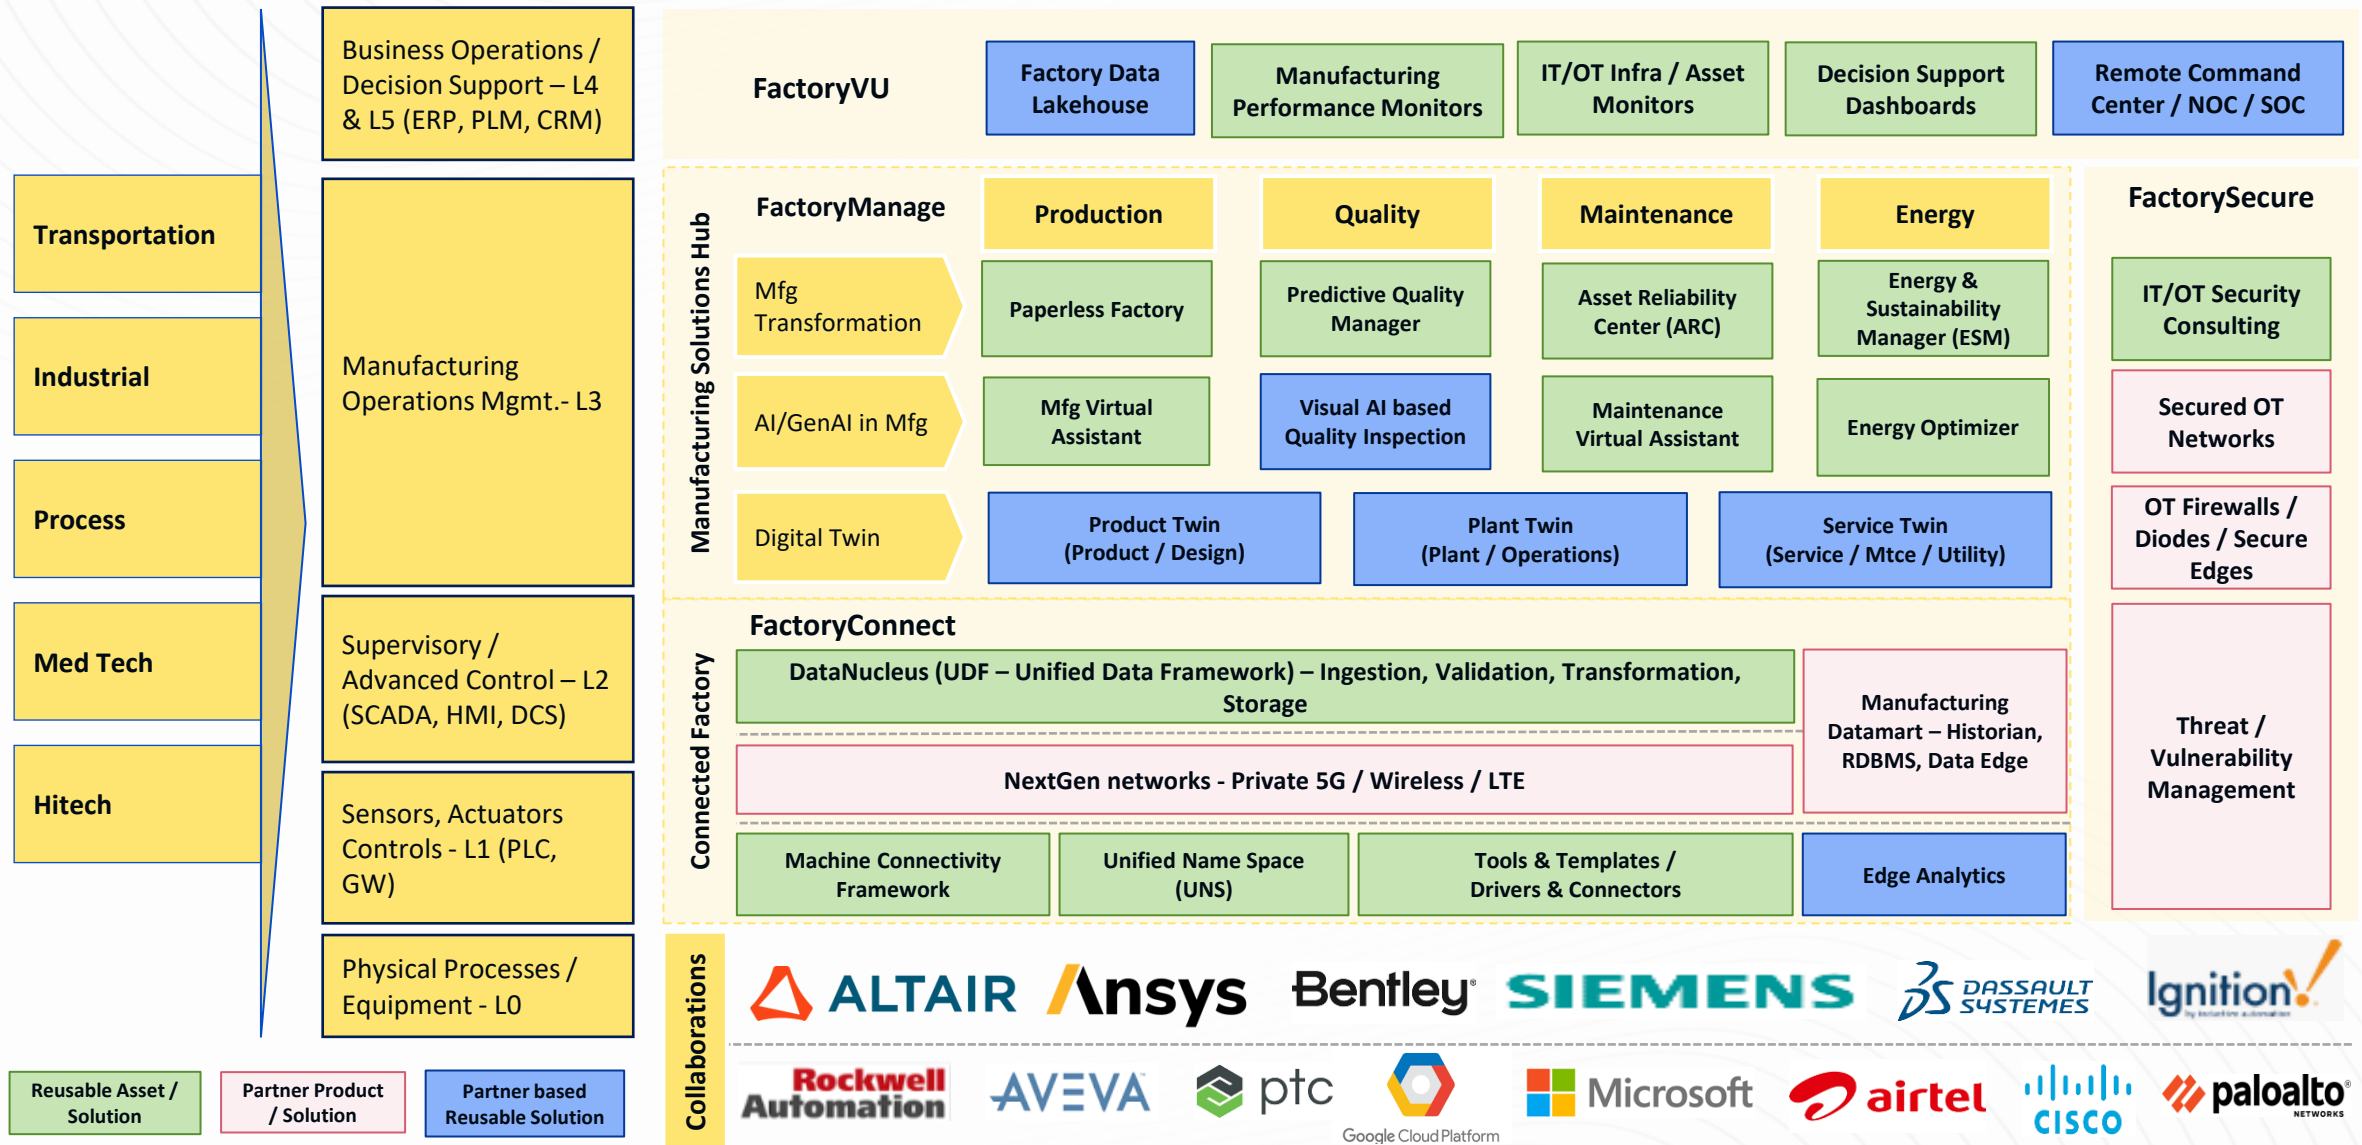 Transportation
Industrial
Process
Med Tech
Hitech
Business Operations /
Decision Support – L4
& L5 (ERP, PLM, CRM)
Manufacturing
Operations Mgmt.- L3
Supervisory /
Advanced Control – L2
(SCADA, HMI, DCS)
Sensors, Actuators
Controls - L1 (PLC,
GW)
Physical Processes /
Equipment - L0
FactoryVU
Factory Data
Lakehouse
Manufacturing
Performance Monitors
IT/OT Infra / Asset
Monitors
Decision Support
Dashboards
Remote Command
Center / NOC / SOC
Manufacturing Solutions Hub
FactoryManage
Production
Quality
Maintenance
Energy
Mfg
Transformation
Paperless Factory
Predictive Quality
Manager
Asset Reliability
Center (ARC)
Energy &
Sustainability
Manager (ESM)
AI/GenAI in Mfg
Mfg Virtual
Assistant
Visual AI based
Quality Inspection
Maintenance
Virtual Assistant
Energy Optimizer
Digital Twin
Product Twin
(Product / Design)
Plant Twin
(Plant / Operations)
Service Twin
(Service / Mtce / Utility)
FactorySecure
IT/OT Security
Consulting
Secured OT
Networks
OT Firewalls /
Diodes / Secure
Edges
Threat /
Vulnerability
Management
Connected Factory
FactoryConnect
DataNucleus (UDF – Unified Data Framework) – Ingestion, Validation, Transformation,
Storage
Manufacturing
Datamart – Historian,
RDBMS, Data Edge
NextGen networks - Private 5G / Wireless / LTE
Machine Connectivity
Framework
Unified Name Space
(UNS)
Tools & Templates /
Drivers & Connectors
Edge Analytics
Collaborations
ALTAIR
Ansys
Bentley®
SIEMENS
DASSAULT
SYSTEMES
Ignition!
by inductive automation
Rockwell
Automation
AVEVA
ptc
Google Cloud Platform
Microsoft
airtel
CISCO
paloalto®
NETWORKS
Reusable Asset /
Solution
Partner Product
/ Solution
Partner based
Reusable Solution